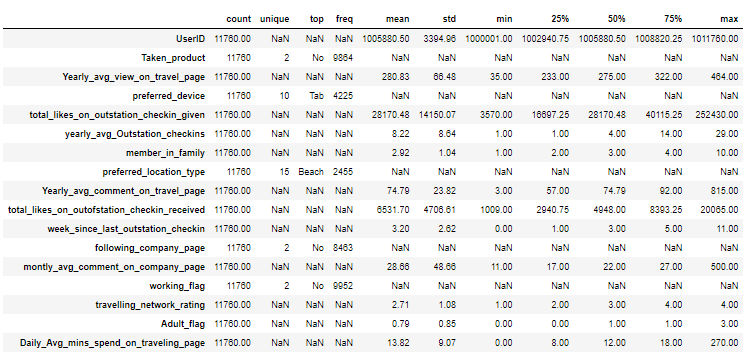 count unique top freq mean std min 25% 50% 75% max
UserID 11760.00 NaN NaN NaN 1005880.50 3394.96 1000001.00 1002940.75 1005880.50 1008820.25 1011760.00
Taken_product 11760 2 No 9864 NaN NaN NaN NaN NaN NaN NaN
Yearly_avg_view_on_travel_page 11760.00 NaN NaN NaN 280.83 66.48 35.00 233.00 275.00 322.00 464.00
preferred_device 11760 10 Tab 4225 NaN NaN NaN NaN NaN NaN NaN
total_likes_on_outstation_checkin_given 11760.00 NaN NaN NaN 28170.48 14150.07 3570.00 16697.25 28170.48 40115.25 252430.00
yearly_avg_Outstation_checkins 11760.00 NaN NaN NaN 8.22 8.64 1.00 1.00 4.00 14.00 29.00
member_in_family 11760.00 NaN NaN NaN 2.92 1.04 1.00 2.00 3.00 4.00 10.00
preferred_location_type 11760 15 Beach 2455 NaN NaN NaN NaN NaN NaN NaN
Yearly_avg_comment_on_travel_page 11760.00 NaN NaN NaN 74.79 23.82 3.00 57.00 74.79 92.00 815.00
total_likes_on_outofstation_checkin_received 11760.00 NaN NaN NaN 6531.70 4706.61 1009.00 2940.75 4948.00 8393.25 20065.00
week_since_last_outstation_checkin 11760.00 NaN NaN NaN 3.20 2.62 0.00 1.00 3.00 5.00 11.00
following_company_page 11760 2 No 8463 NaN NaN NaN NaN NaN NaN NaN
montly_avg_comment_on_company_page 11760.00 NaN NaN NaN 28.66 48.66 11.00 17.00 22.00 27.00 500.00
working_flag 11760 2 No 9952 NaN NaN NaN NaN NaN NaN NaN
travelling_network_rating 11760.00 NaN NaN NaN 2.71 1.08 1.00 2.00 3.00 4.00 4.00
Adult_flag 11760.00 NaN NaN NaN 0.79 0.85 0.00 0.00 1.00 1.00 3.00
Daily_Avg_mins_spend_on_traveling_page 11760.00 NaN NaN NaN 13.82 9.07 0.00 8.00 12.00 18.00 270.00